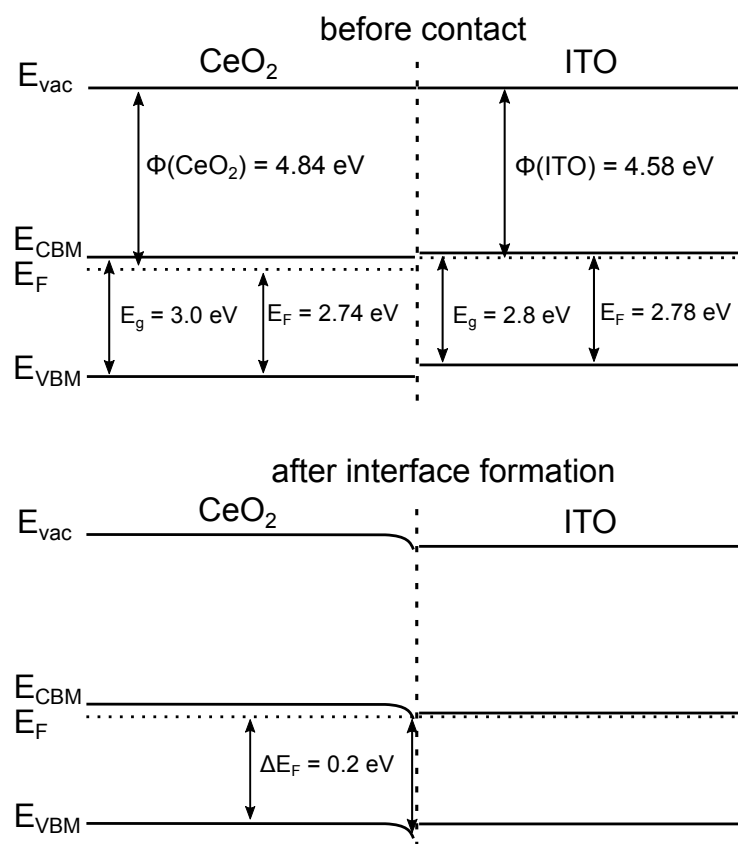 before contact
CeO₂ ITO
E_vac
Φ(CeO₂) = 4.84 eV Φ(ITO) = 4.58 eV
E_CBM
E_F
E_g = 3.0 eV E_F = 2.74 eV E_g = 2.8 eV E_F = 2.78 eV
E_VBM
after interface formation
CeO₂ ITO
E_vac
E_CBM
E_F
ΔE_F = 0.2 eV
E_VBM